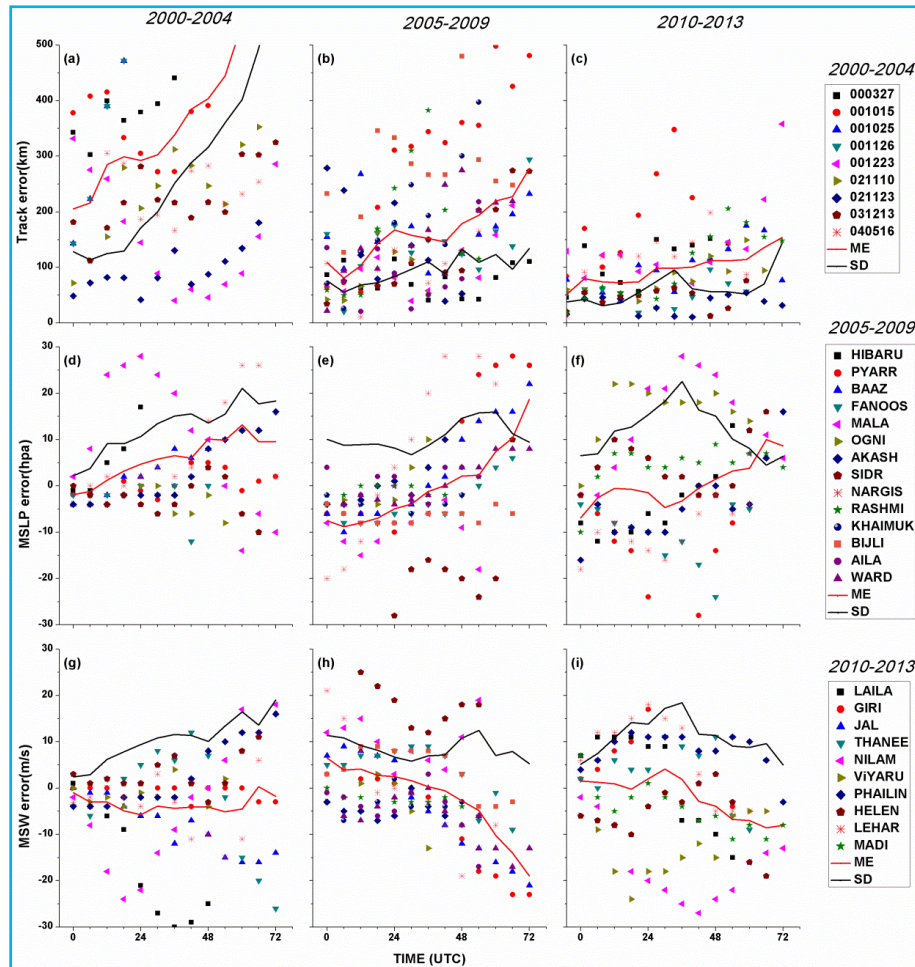 2000-2004
2005-2009
2010-2013
Track error(km)
500
400
300
200
100
0
(a)
(b)
(c)
2000-2004
000327
001015
001025
001126
001223
021110
021123
031213
040516
ME
SD
MSLP error(hpa)
30
20
10
0
-10
-20
-30
(d)
(e)
(f)
2005-2009
HIBARU
PYARR
BAAZ
FANOOS
MALA
OGNI
AKASH
SIDR
NARGIS
RASHMI
KHAIMUK
BIJLI
AILA
WARD
ME
SD
MSW error(m/s)
30
20
10
0
-10
-20
-30
(g)
(h)
(i)
2010-2013
LAILA
GIRI
JAL
THANEE
NILAM
ViYARU
PHAILIN
HELEN
LEHAR
MADI
ME
SD
0 24 48 72
0 24 48 72
0 24 48 72
TIME (UTC)